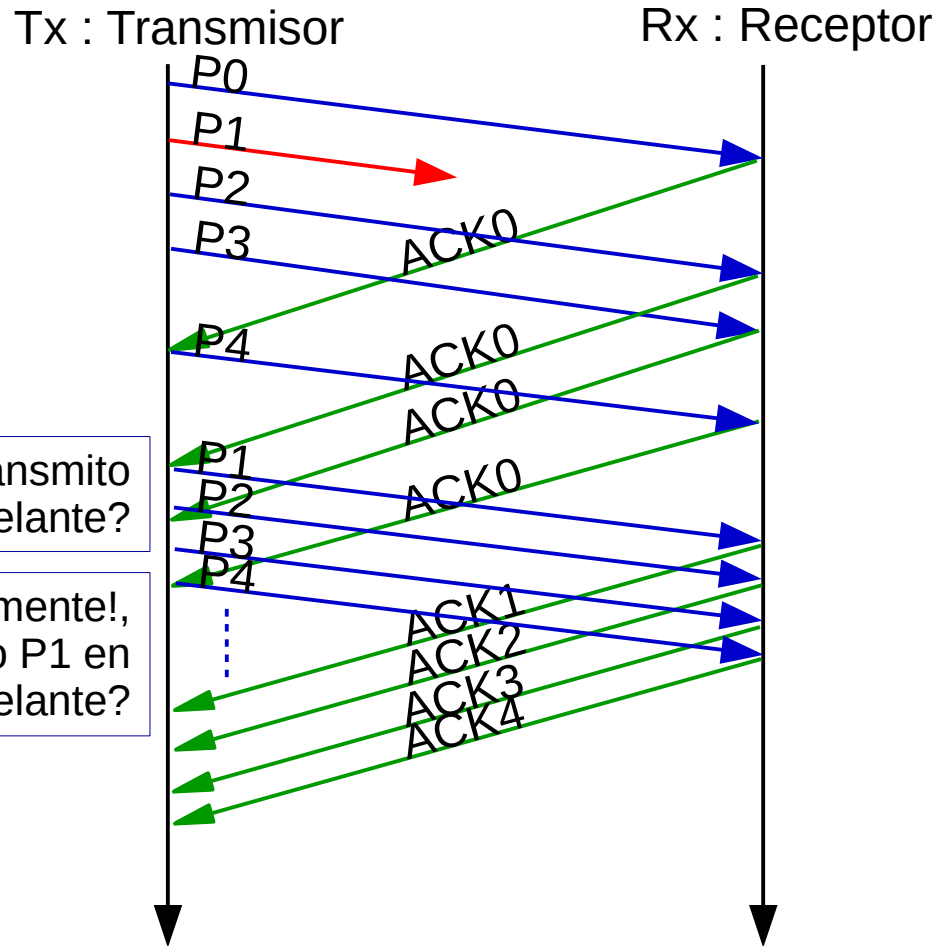 Tx : Transmisor
Rx : Receptor
P0
P1
P2
P3
ACK0
P4
ACK0
ACK0
P1
P2
P3
P4
ACK0
ansmito
elante?
mente!,
P1 en
elante?
ACK1
ACK2
ACK3
ACK4